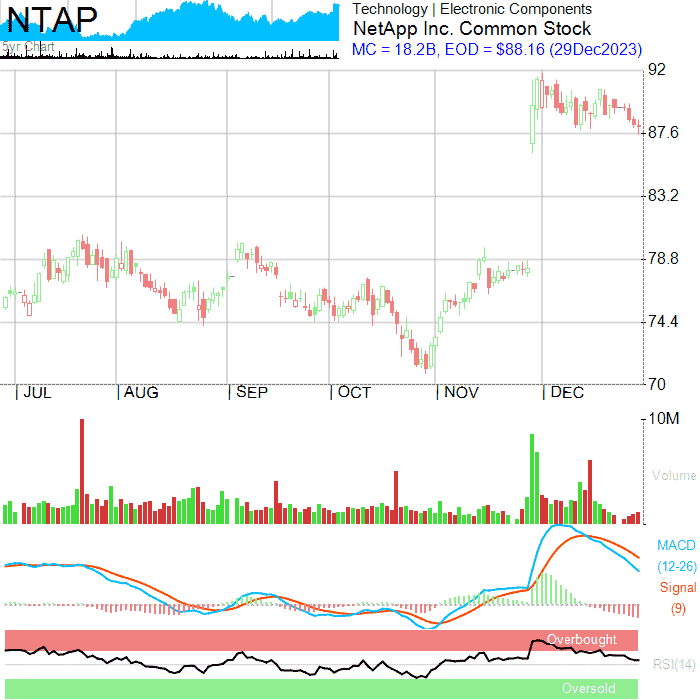 NTAP
5yr Chart
Technology | Electronic Components
NetApp Inc. Common Stock
MC = 18.2B, EOD = $88.16 (29Dec2023)
92
87.6
83.2
78.8
74.4
70
JUL AUG SEP OCT NOV DEC
10M
Volume
MACD
(12-26)
Signal
(9)
Overbought
RSI(14)
Oversold